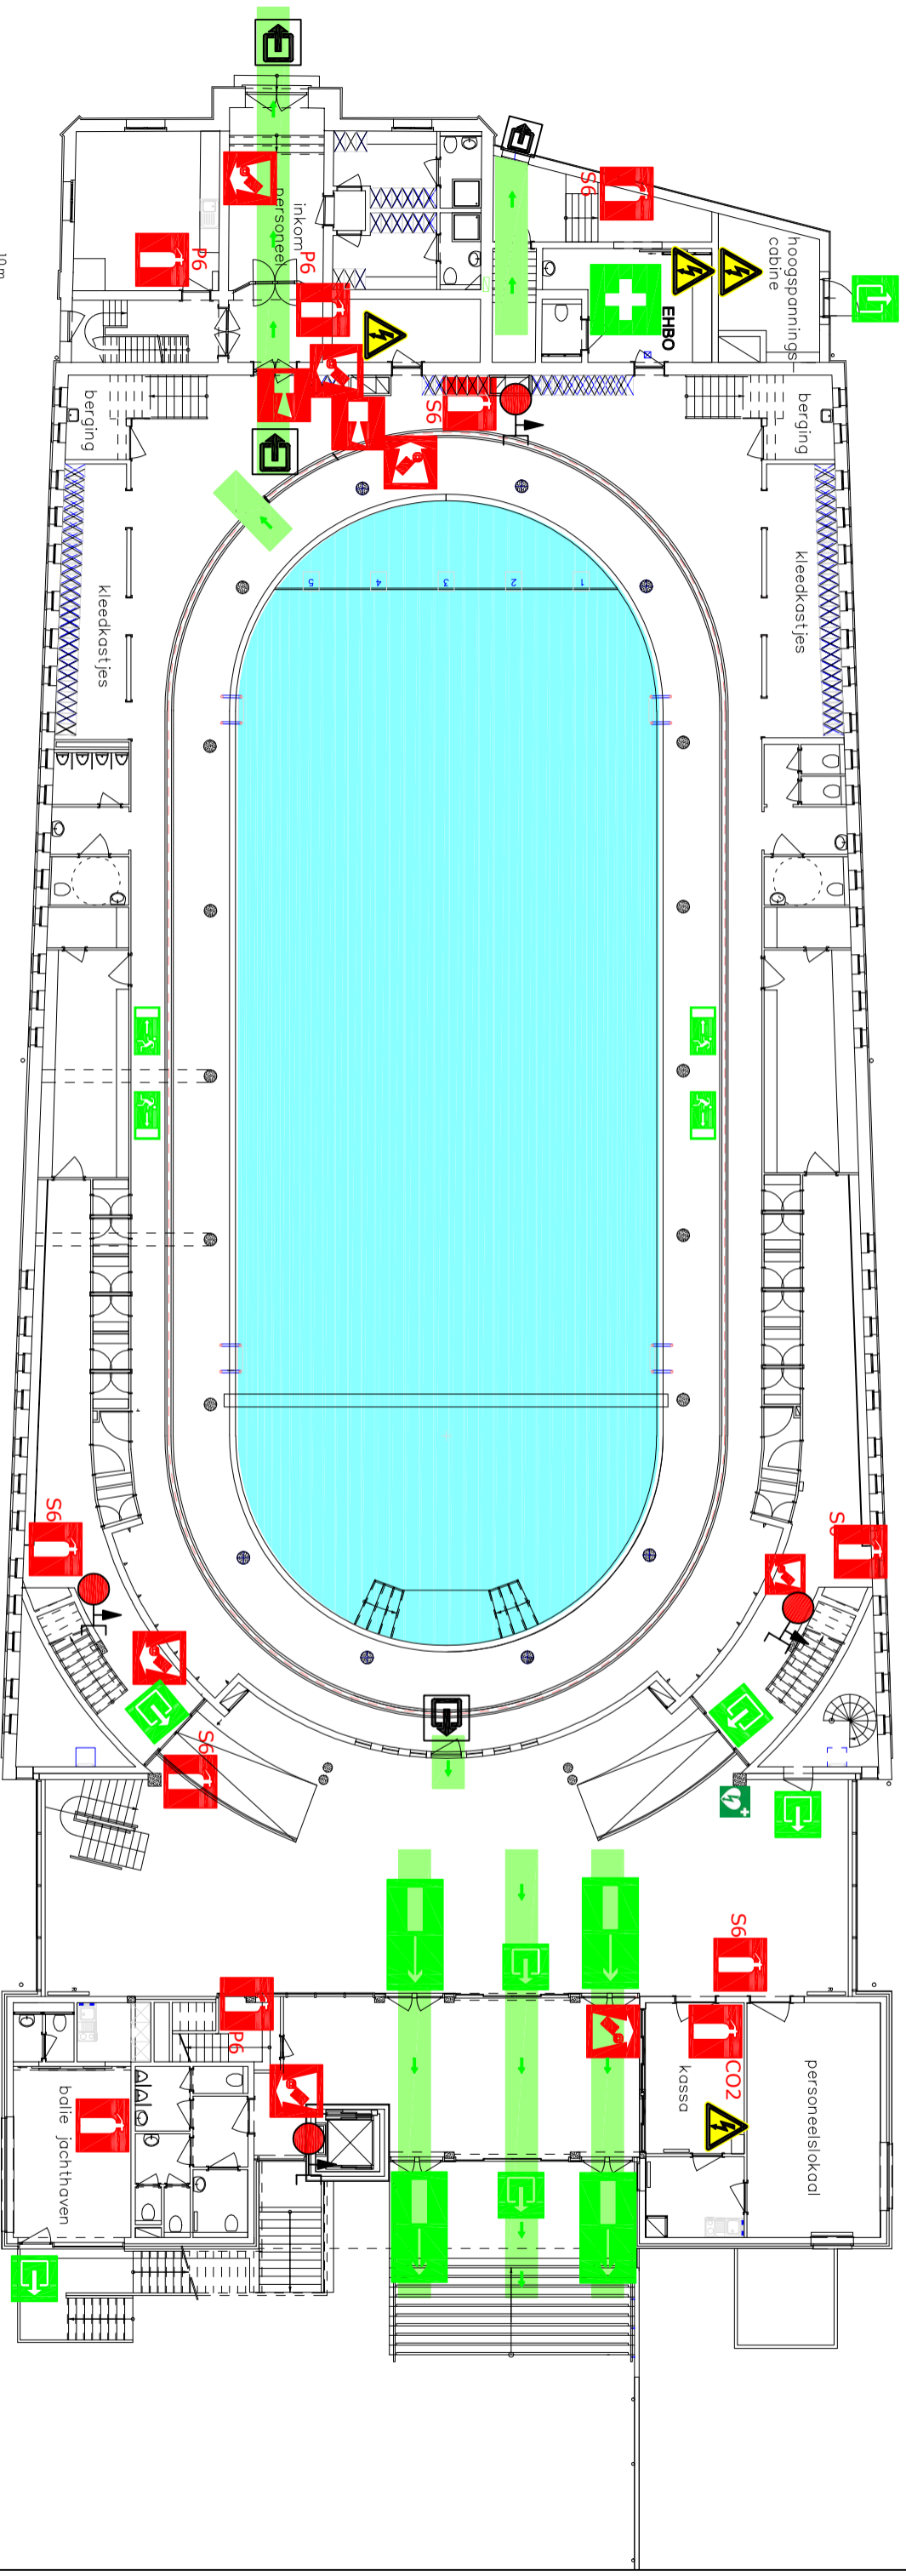 S6
hoogspannings-
cabine
inkom
personeel
P6
P6
EHBO
S6
berging
berging
kleedkastjes
kleedkastjes
5
4
3
2
1
S6
S6
S6
S6
P6
CO2
kassa
personeelslokaal
balie jachthaven
10 m